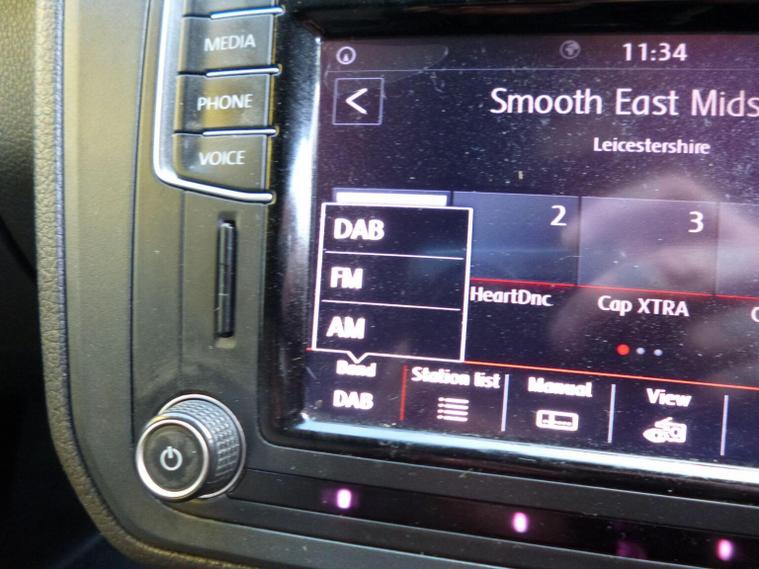 MEDIA
PHONE
VOICE
11:34
<
Smooth East Mids
Leicestershire
2
3
HeartDnc
Cap XTRA
DAB
FM
AM
Band
DAB
Station list
Manual
View